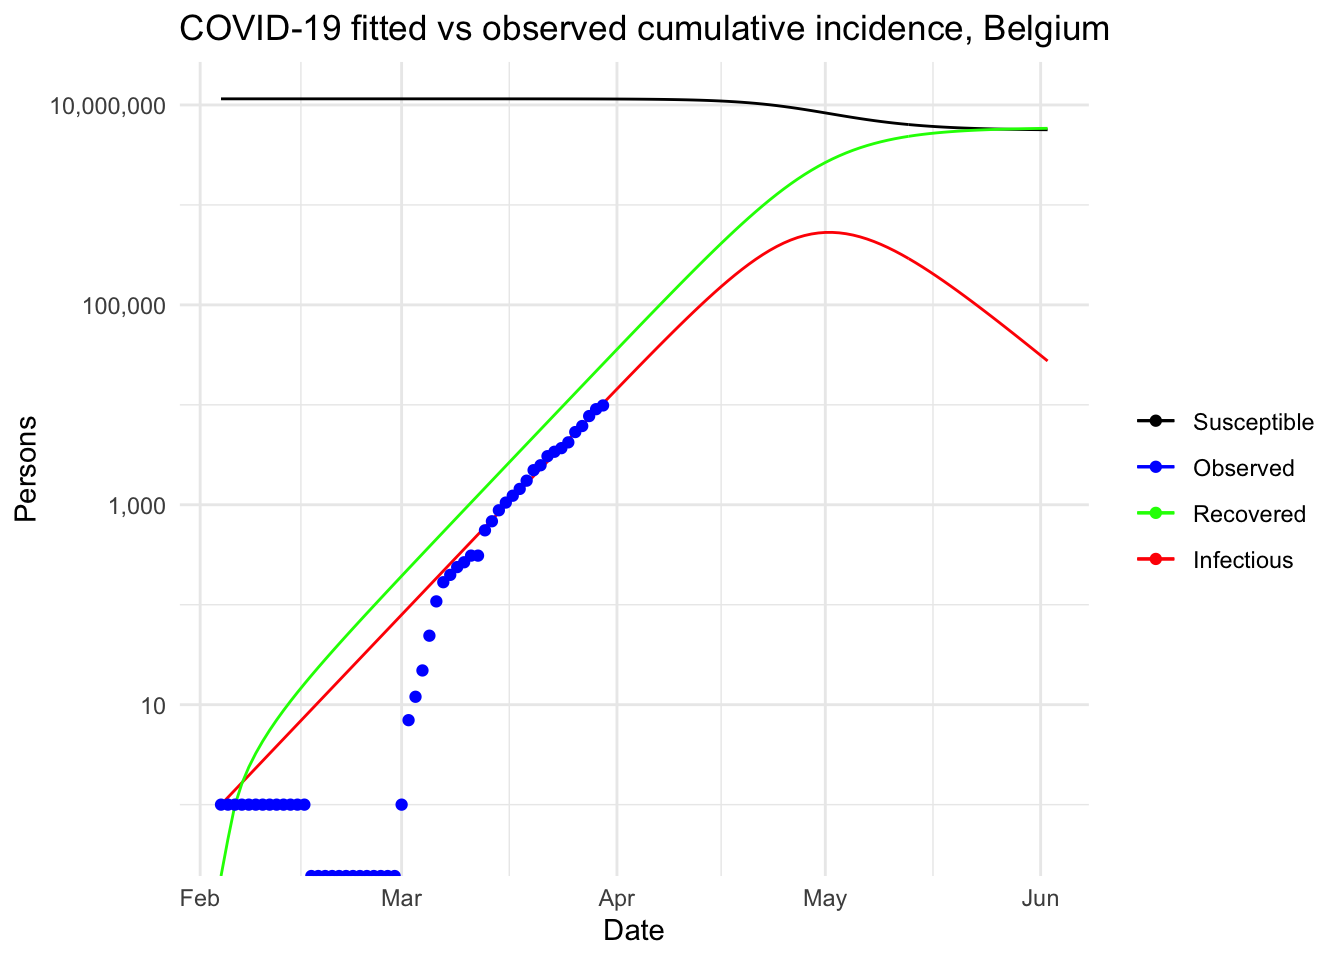 COVID-19 fitted vs observed cumulative incidence, Belgium
10,000,000
100,000
1,000
10
Persons
Feb
Mar
Apr
May
Jun
Date
Susceptible
Observed
Recovered
Infectious